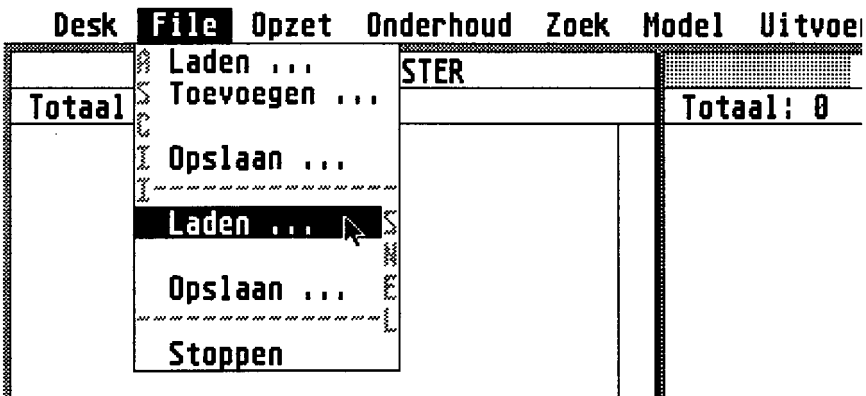 Desk File Opzet Onderhoud Zoek Model Uitvoe
STER
Totaal
Totaal: 0
A Laden ...
S Toevoegen ...
C
I Opslaan ...
I
Laden ... S
N
Opslaan ... E
L
Stoppen